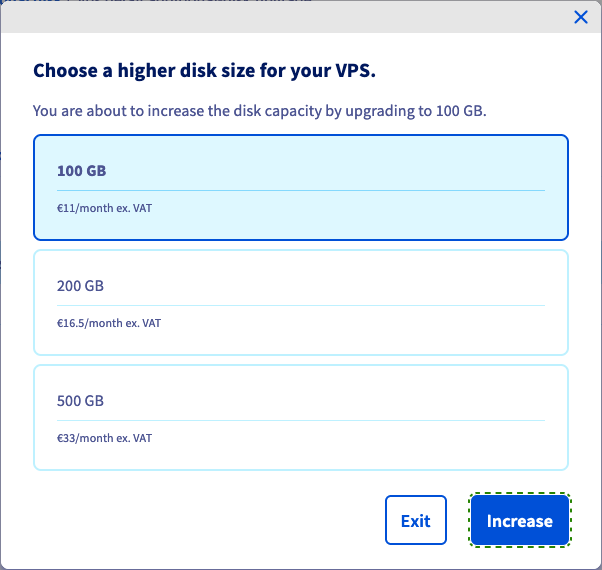 Choose a higher disk size for your VPS.
You are about to increase the disk capacity by upgrading to 100 GB.
100 GB
€11/month ex. VAT
200 GB
€16.5/month ex. VAT
500 GB
€33/month ex. VAT
Exit
Increase